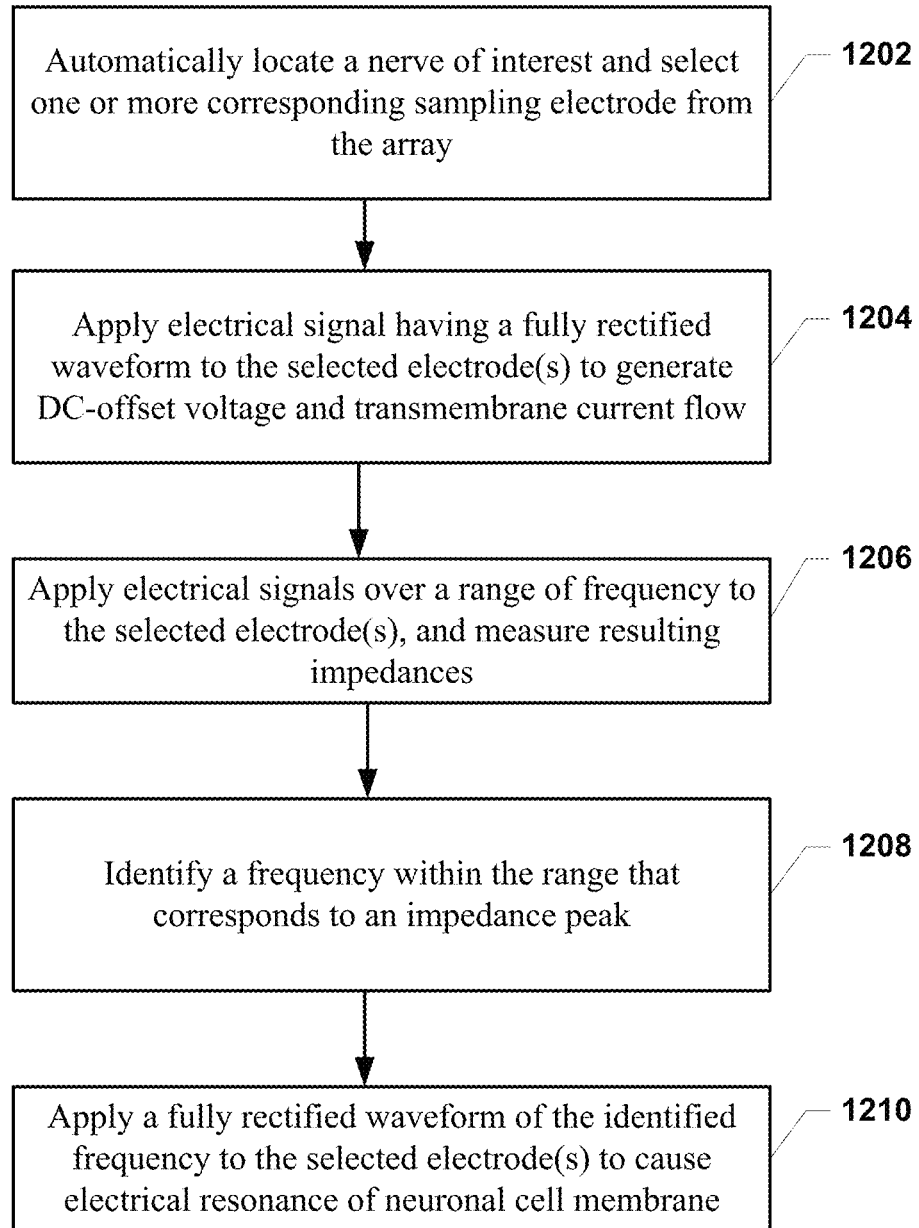 Automatically locate a nerve of interest and select
one or more corresponding sampling electrode from
the array
1202
Apply electrical signal having a fully rectified
waveform to the selected electrode(s) to generate
DC-offset voltage and transmembrane current flow
1204
Apply electrical signals over a range of frequency to
the selected electrode(s), and measure resulting
impedances
1206
Identify a frequency within the range that
corresponds to an impedance peak
1208
Apply a fully rectified waveform of the identified
frequency to the selected electrode(s) to cause
electrical resonance of neuronal cell membrane
1210